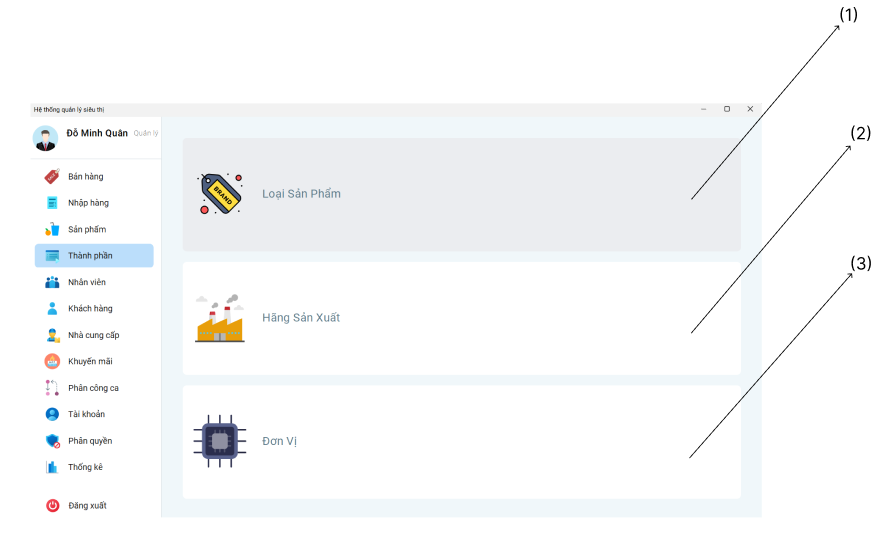 (1)
(2)
(3)
Hệ thống quản lý siêu thị
Đỗ Minh Quân Quản lý
Bán hàng
Nhập hàng
Sản phẩm
Thành phần
Nhân viên
Khách hàng
Nhà cung cấp
Khuyến mãi
Phân công ca
Tài khoản
Phân quyền
Thống kê
Đăng xuất
BRAND
Loại Sản Phẩm
Hãng Sản Xuất
Đơn Vị